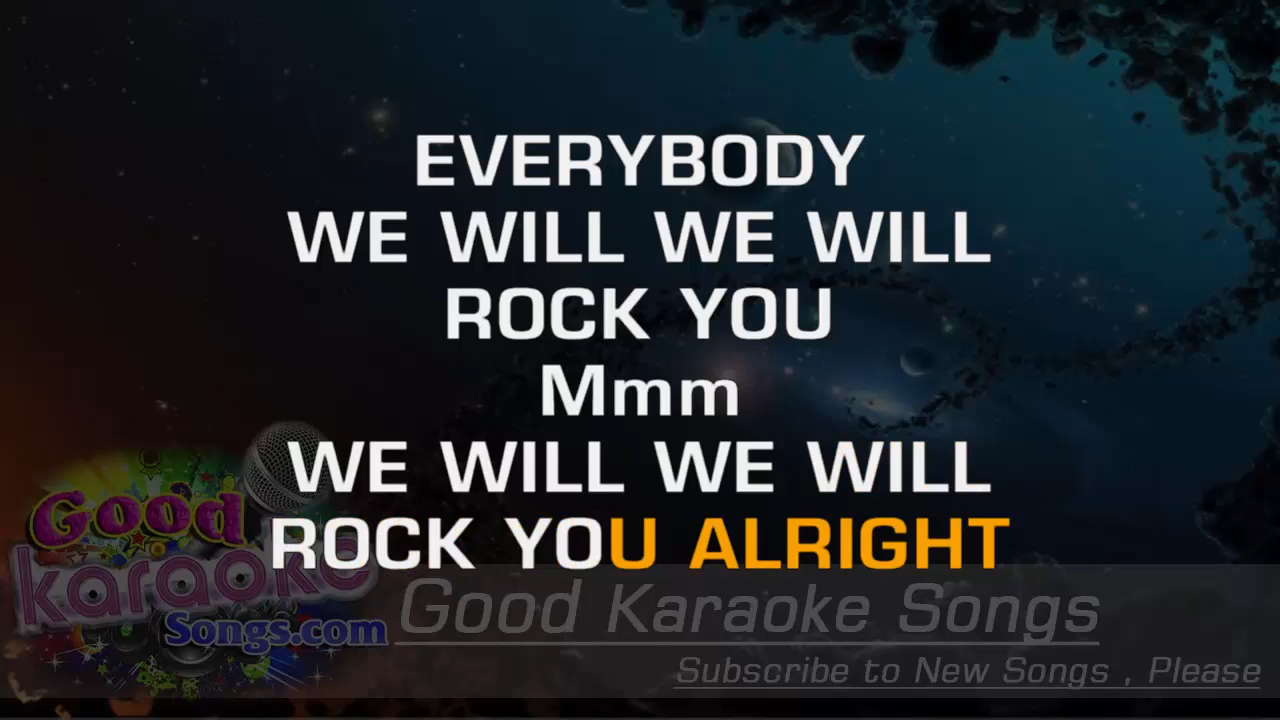 EVERYBODY
WE WILL WE WILL
ROCK YOU
Mmm
WE WILL WE WILL
ROCK YOU ALRIGHT
Good
karaoke
Songs.com
Good Karaoke Songs
Subscribe to New Songs , Please